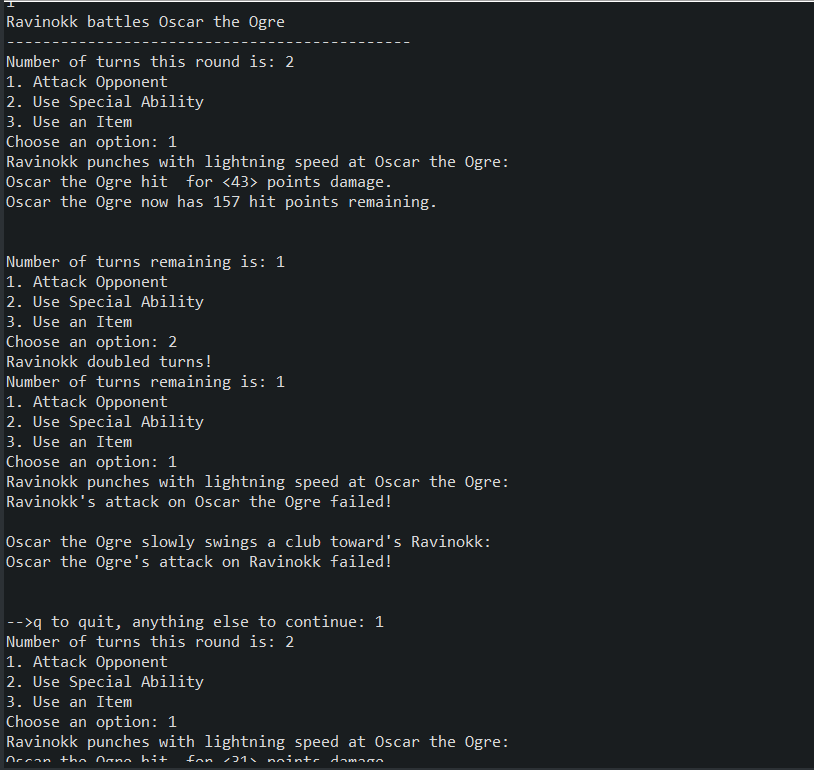 1
Ravinokk battles Oscar the Ogre
---------------------------------------------
Number of turns this round is: 2
1. Attack Opponent
2. Use Special Ability
3. Use an Item
Choose an option: 1
Ravinokk punches with lightning speed at Oscar the Ogre:
Oscar the Ogre hit  for <43> points damage.
Oscar the Ogre now has 157 hit points remaining.
Number of turns remaining is: 1
1. Attack Opponent
2. Use Special Ability
3. Use an Item
Choose an option: 2
Ravinokk doubled turns!
Number of turns remaining is: 1
1. Attack Opponent
2. Use Special Ability
3. Use an Item
Choose an option: 1
Ravinokk punches with lightning speed at Oscar the Ogre:
Ravinokk's attack on Oscar the Ogre failed!
Oscar the Ogre slowly swings a club toward's Ravinokk:
Oscar the Ogre's attack on Ravinokk failed!
-->q to quit, anything else to continue: 1
Number of turns this round is: 2
1. Attack Opponent
2. Use Special Ability
3. Use an Item
Choose an option: 1
Ravinokk punches with lightning speed at Oscar the Ogre:
Oscar the Ogre hit  for <31> points damage